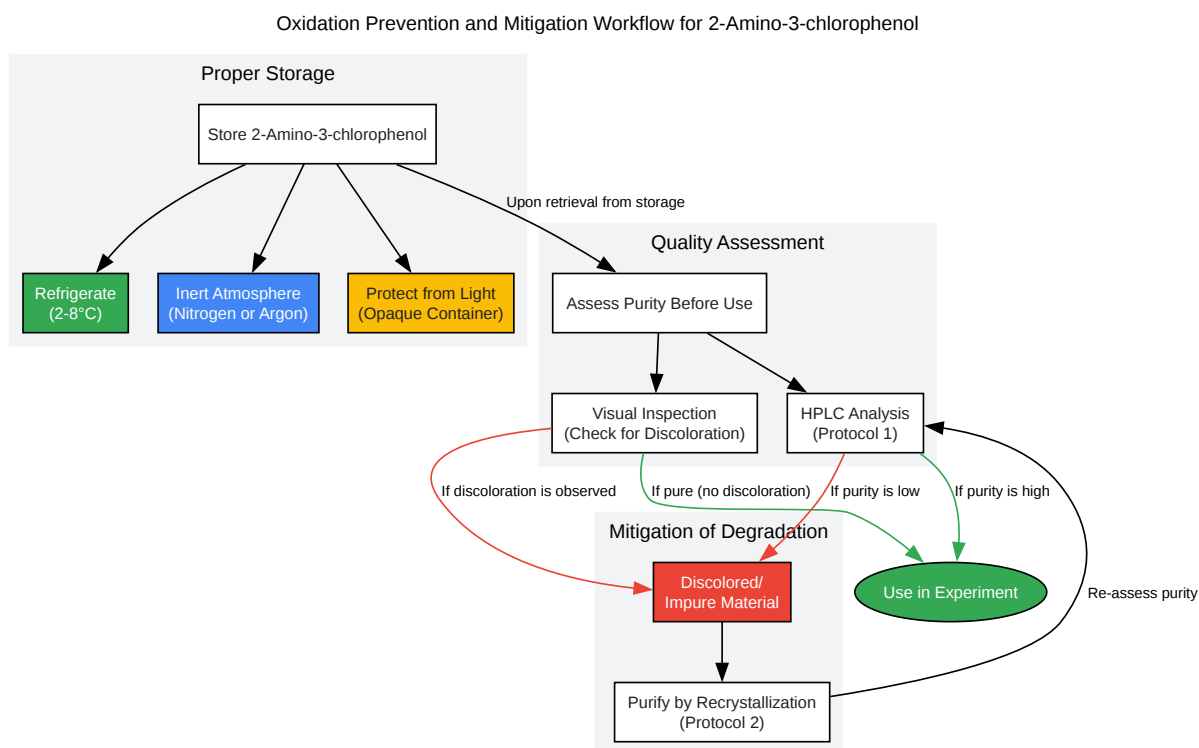 Oxidation Prevention and Mitigation Workflow for 2-Amino-3-chlorophenol
Proper Storage
Store 2-Amino-3-chlorophenol
Upon retrieval from storage
Quality Assessment
Refrigerate
(2-8°C)
Inert Atmosphere
(Nitrogen or Argon)
Protect from Light
(Opaque Container)
Assess Purity Before Use
Visual Inspection
(Check for Discoloration)
HPLC Analysis
(Protocol 1)
If discoloration is observed
If pure (no discoloration)
If purity is low
If purity is high
Mitigation of Degradation
Discolored/
Impure Material
Use in Experiment
Re-assess purity
Purify by Recrystallization
(Protocol 2)